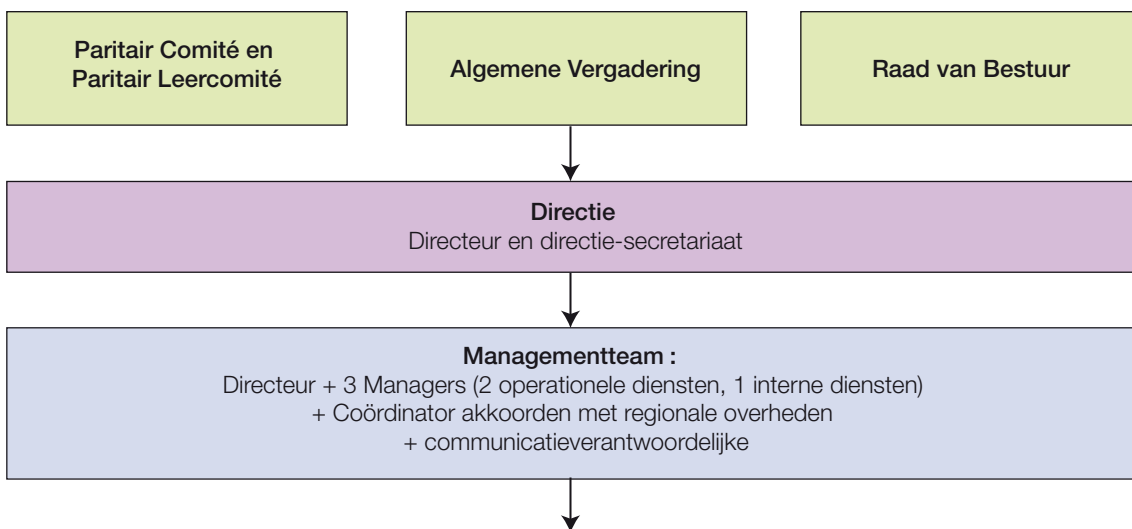 Paritair Comité en
Paritair Leercomité
Algemene Vergadering
Raad van Bestuur
Directie
Directeur en directie-secretariaat
Managementteam :
Directeur + 3 Managers (2 operationele diensten, 1 interne diensten)
+ Coördinator akkoorden met regionale overheden
+ communicatieverantwoordelijke